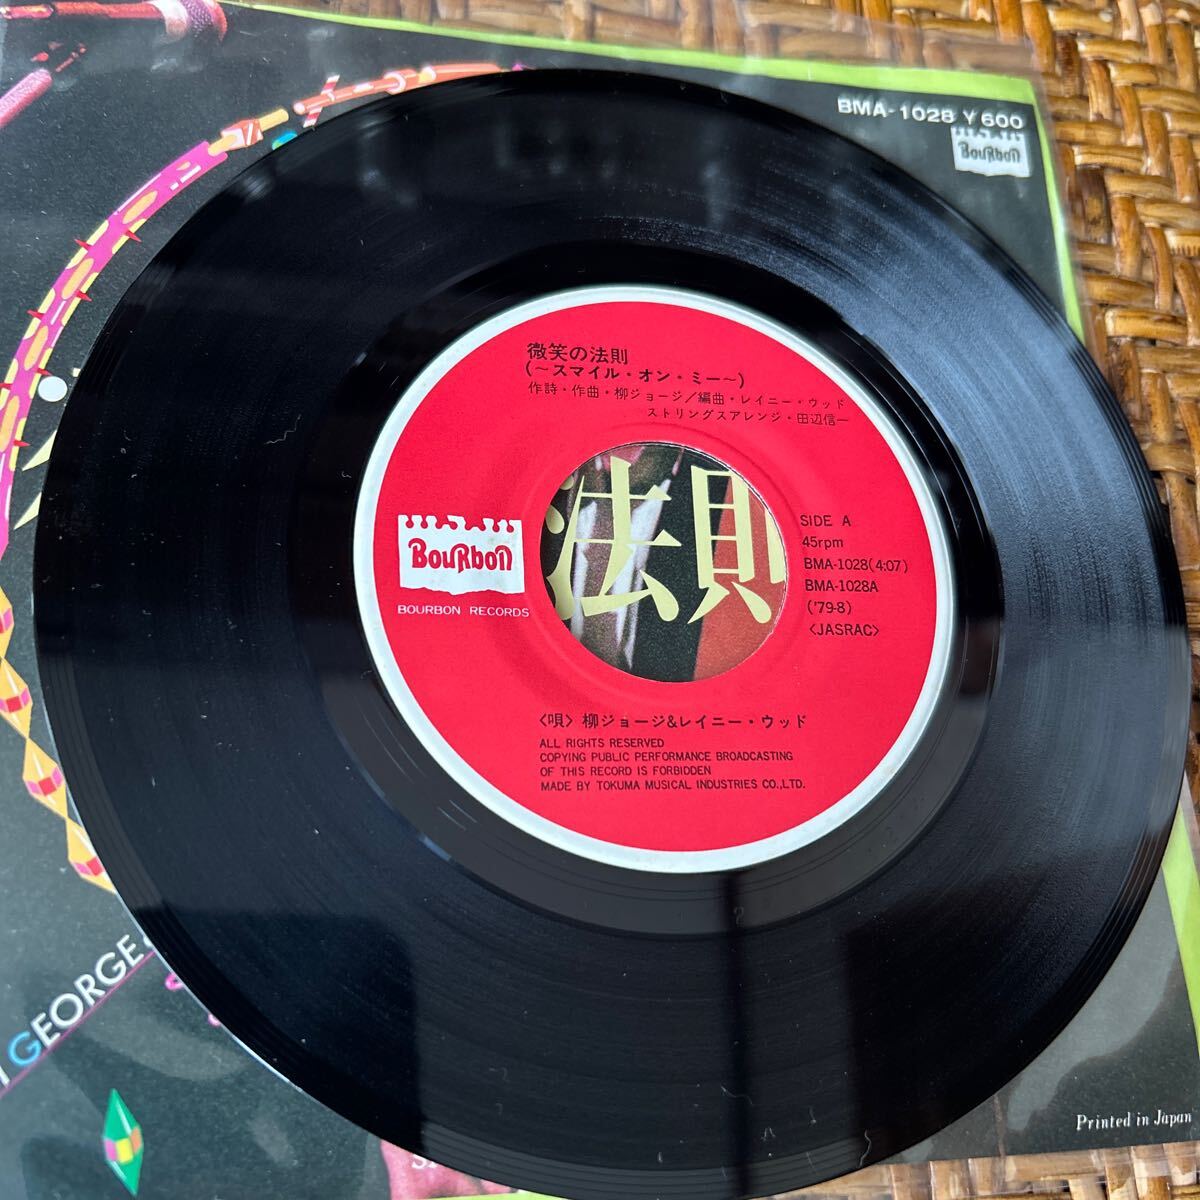 BMA-1028 ¥600
BouRbon
微笑の法則
(～スマイル・オン・ミー～)
作詩・作曲・柳ジョージ／編曲・レイニー・ウッド
ストリングスアレンジ・田辺信一
法則
BouRbon
BOURBON RECORDS
SIDE A
45rpm
BMA-1028(4:07)
BMA-1028A
('79-8)
<JASRAC>
〈唄〉柳ジョージ&レイニー・ウッド
ALL RIGHTS RESERVED
COPYING PUBLIC PERFORMANCE BROADCASTING
OF THIS RECORD IS FORBIDDEN
MADE BY TOKUMA MUSICAL INDUSTRIES CO.,LTD.
GEORGE
Printed in Japan